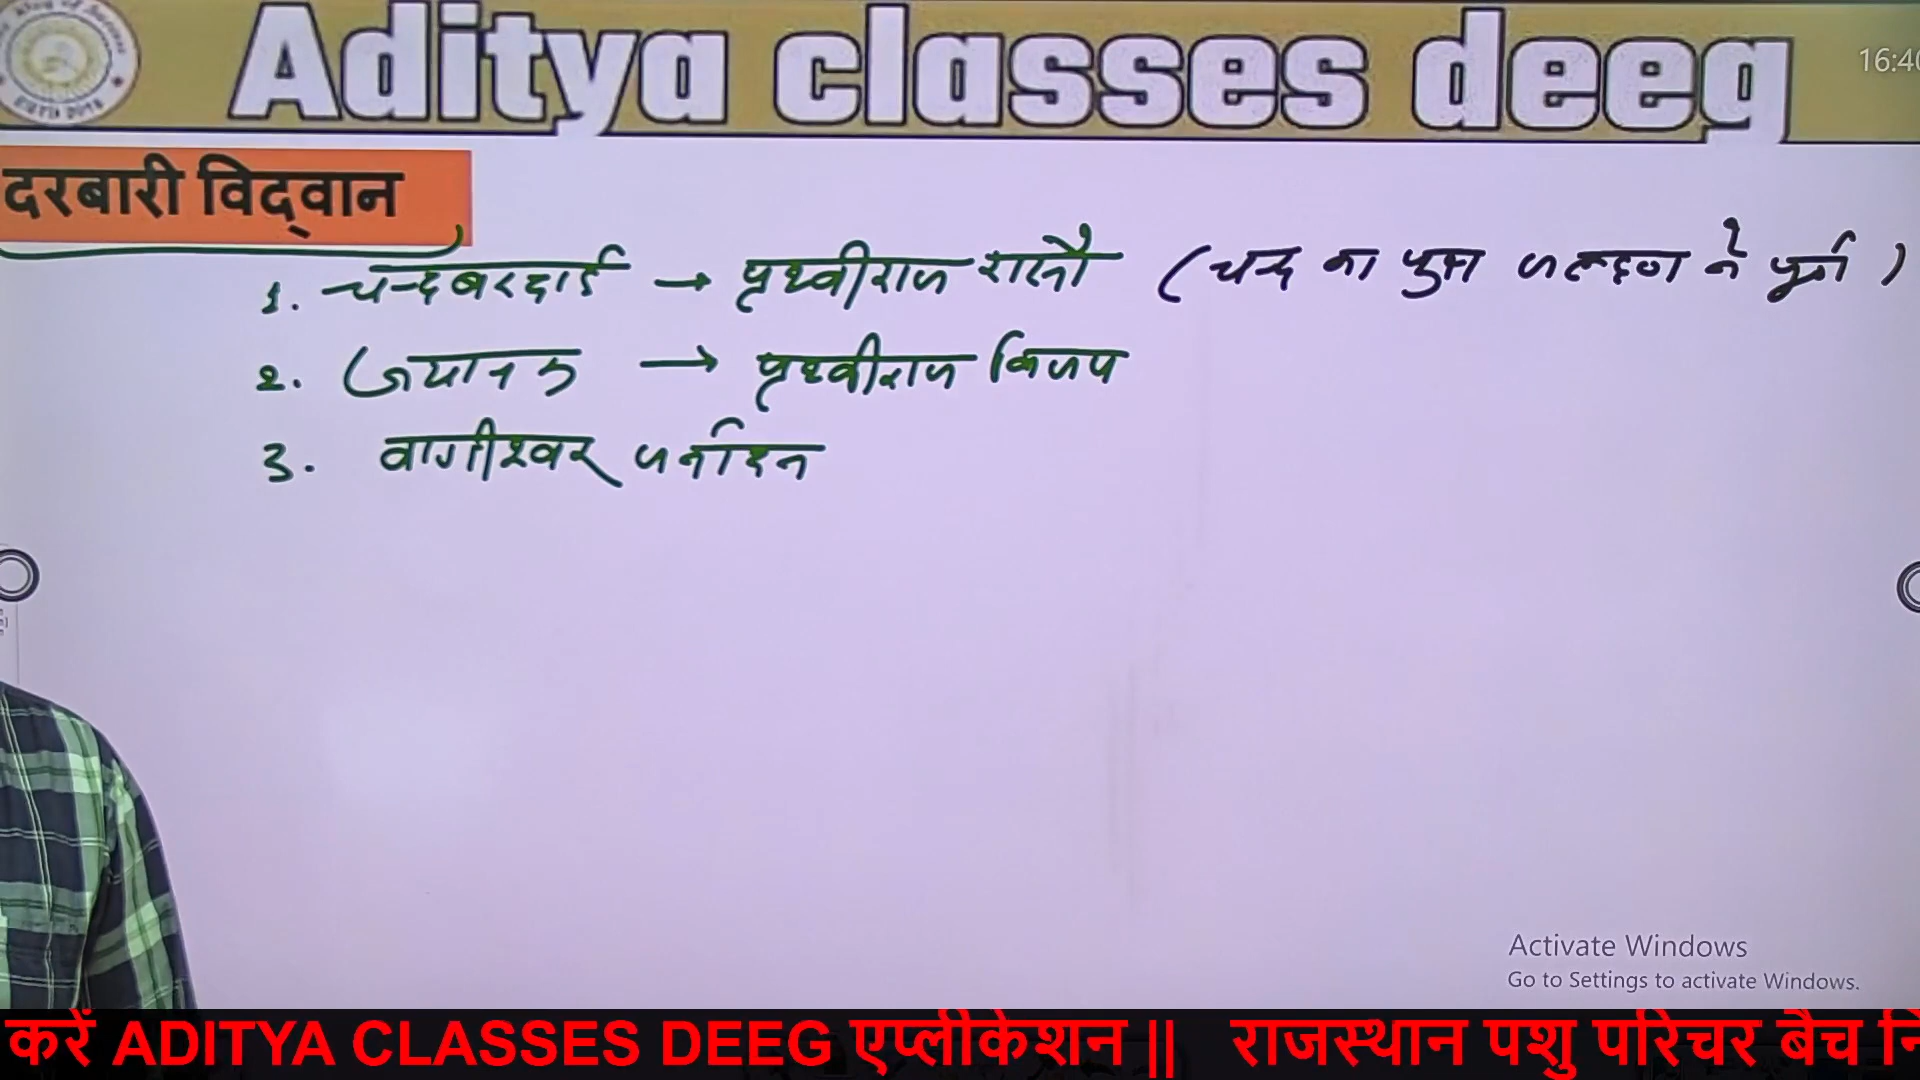 Aditya classes deeg
16:40
दरबारी विद्वान
1. चन्दबरदाई → पृथ्वीराज रासौ (चन्द का पुत्र जल्हण ने पूर्ण)
2. जयानक → पृथ्वीराज विजय
3. वागीश्वर जर्नादन
Activate Windows
Go to Settings to activate Windows.
करें ADITYA CLASSES DEEG एप्लीकेशन || राजस्थान पशु परिचर बैच